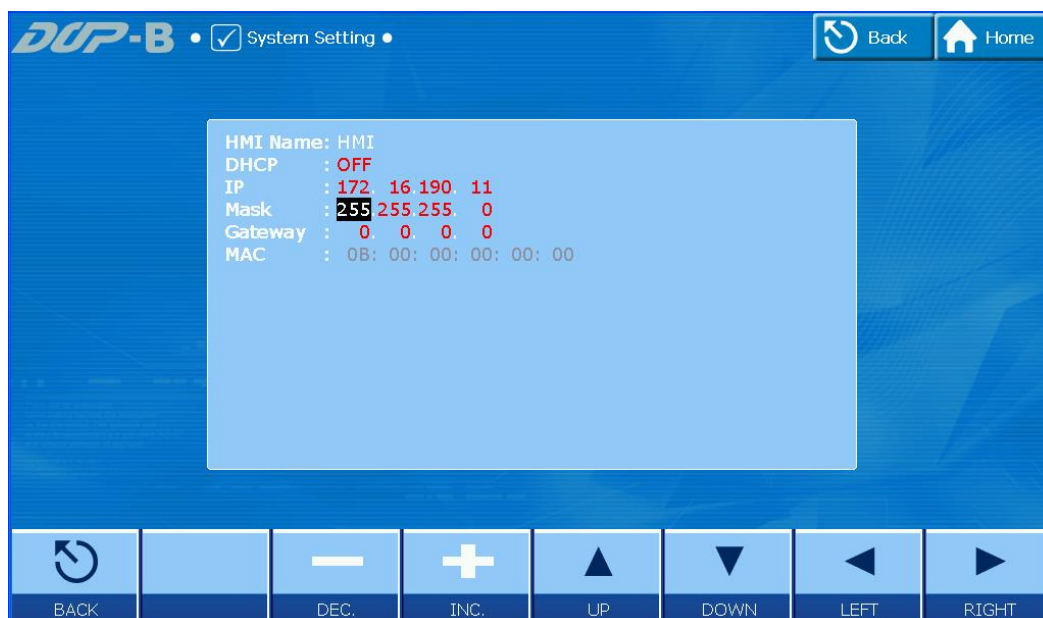 DOP-B • System Setting •
Back
Home
HMI Name: HMI
DHCP : OFF
IP : 172. 16.190. 11
Mask : 255.255.255. 0
Gateway : 0. 0. 0. 0
MAC : 0B: 00: 00: 00: 00: 00
BACK
DEC.
INC.
UP
DOWN
LEFT
RIGHT